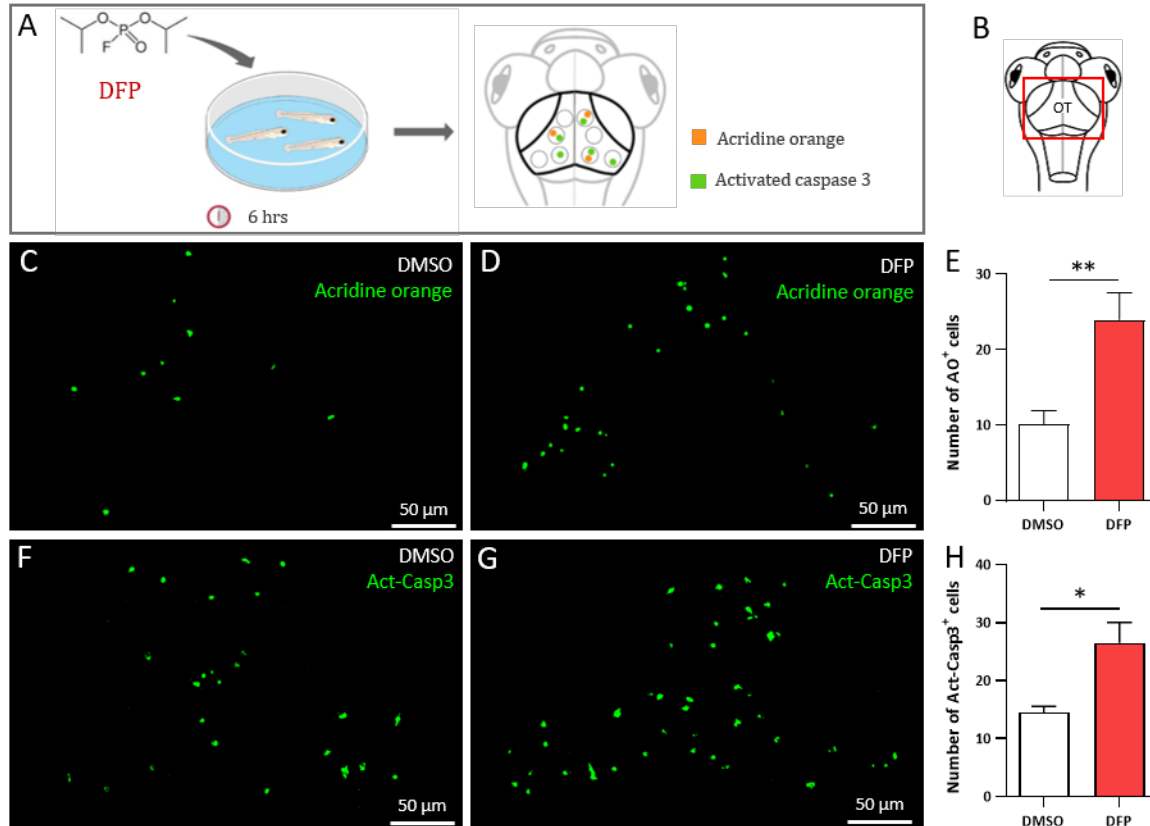 A
O
O
P
F
O
DFP
6 hrs
Acridine orange
Activated caspase 3
B
OT
C
DMSO
Acridine orange
50 µm
D
DFP
Acridine orange
50 µm
E
**
Number of AO⁺ cells
30
20
10
0
DMSO
DFP
F
DMSO
Act-Casp3
50 µm
G
DFP
Act-Casp3
50 µm
H
*
Number of Act-Casp3⁺ cells
40
30
20
10
0
DMSO
DFP